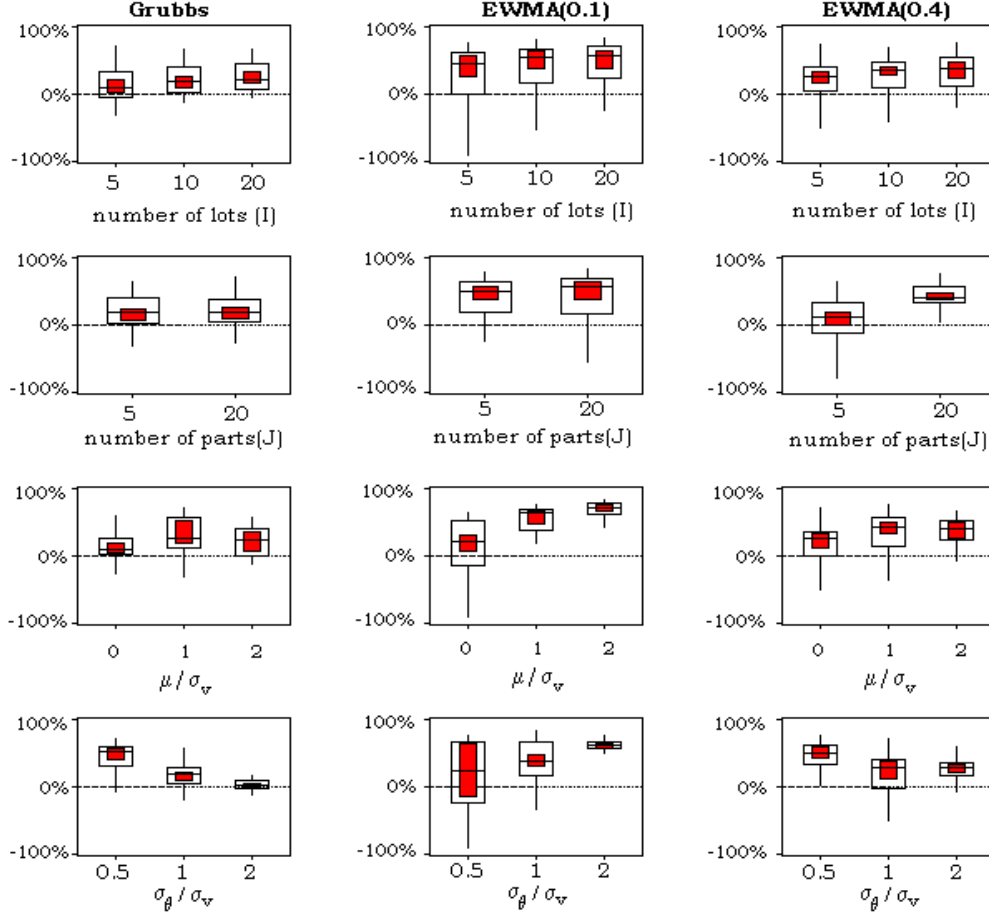 Grubbs EWMA(0.1) EWMA(0.4)
100% 100% 100%
0% 0% 0%
-100% -100% -100%
5 10 20 5 10 20 5 10 20
number of lots (I) number of lots (I) number of lots (I)
100% 100% 100%
0% 0% 0%
-100% -100% -100%
5 20 5 20 5 20
number of parts(J) number of parts(J) number of parts(J)
100% 100% 100%
0% 0% 0%
-100% -100% -100%
0 1 2 0 1 2 0 1 2
μ / σv μ / σv μ / σv
100% 100% 100%
0% 0% 0%
-100% -100% -100%
0.5 1 2 0.5 1 2 0.5 1 2
σθ / σv σθ / σv σθ / σv